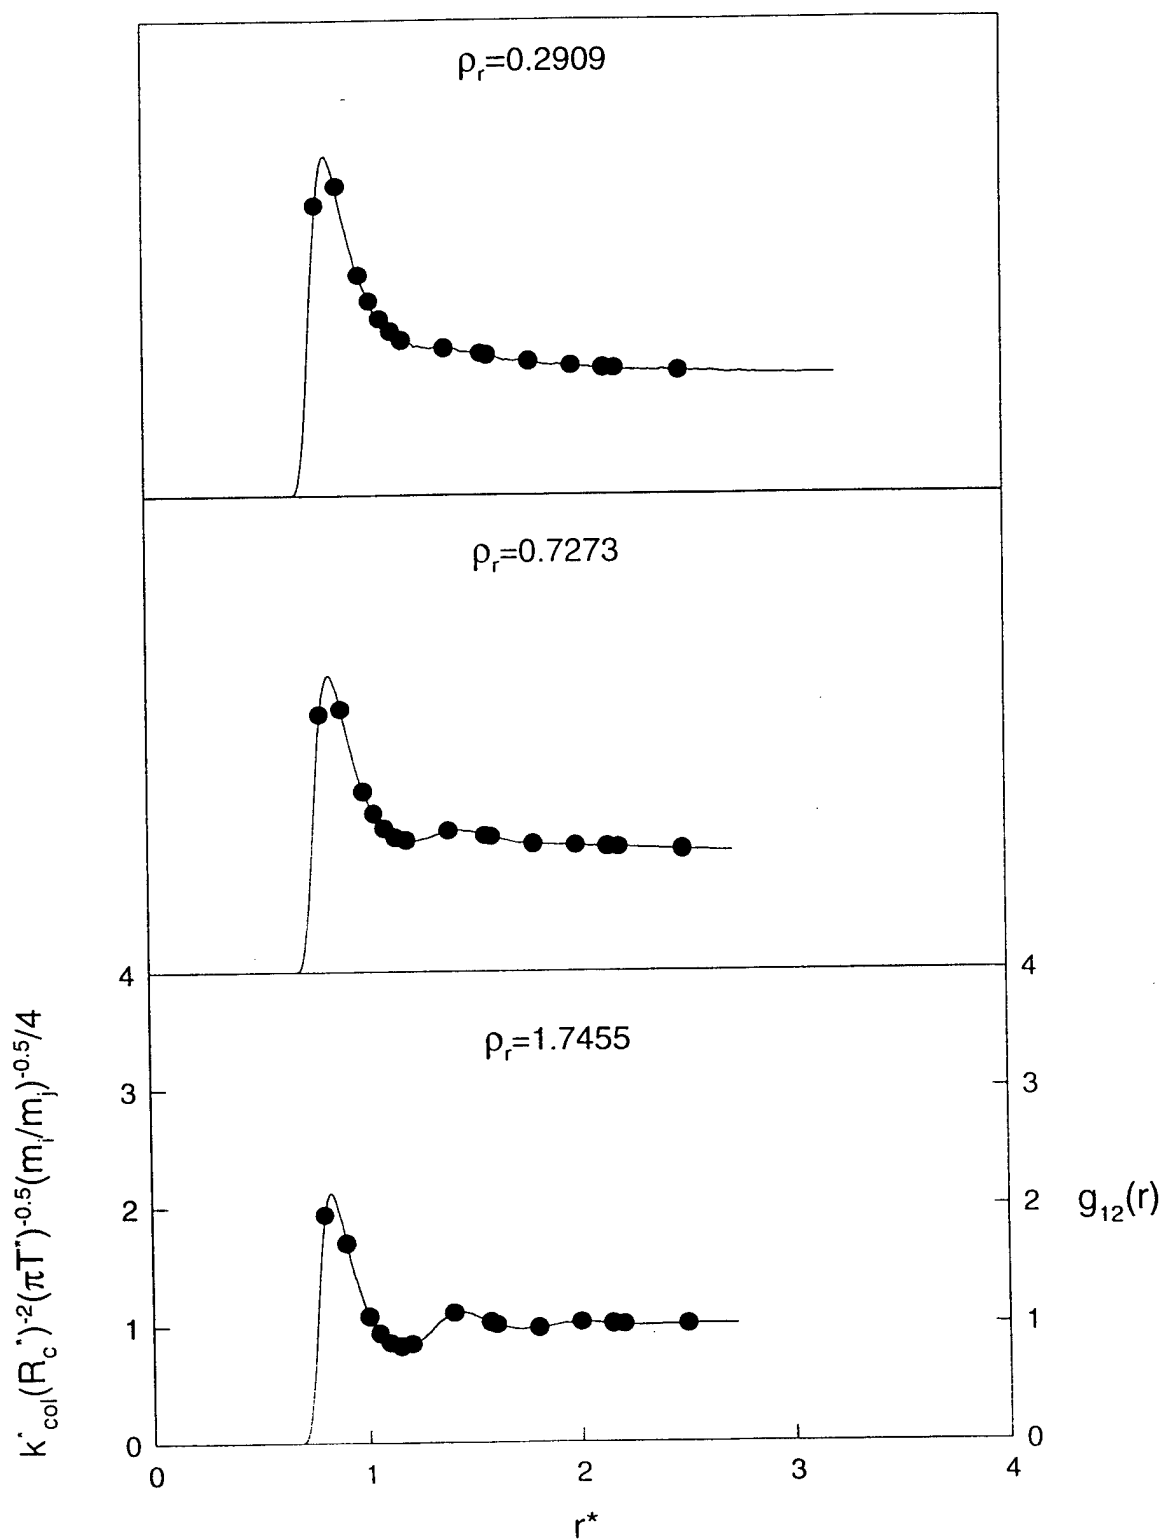 ρr=0.2909
ρr=0.7273
4
4
ρr=1.7455
3
3
2
2
1
1
0
0
k*col(Rc*)-2(πT*)-0.5(mi/mj)-0.5/4
g12(r)
0
1
2
3
4
r*